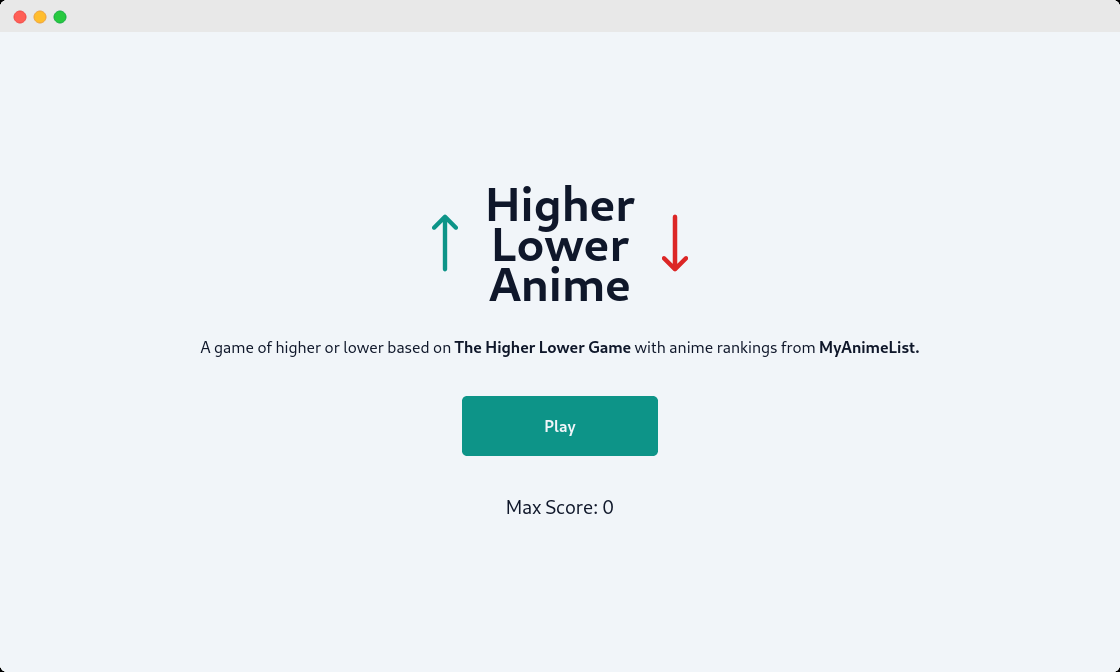 Higher
Lower
Anime
A game of higher or lower based on The Higher Lower Game with anime rankings from MyAnimeList.
Play
Max Score: 0